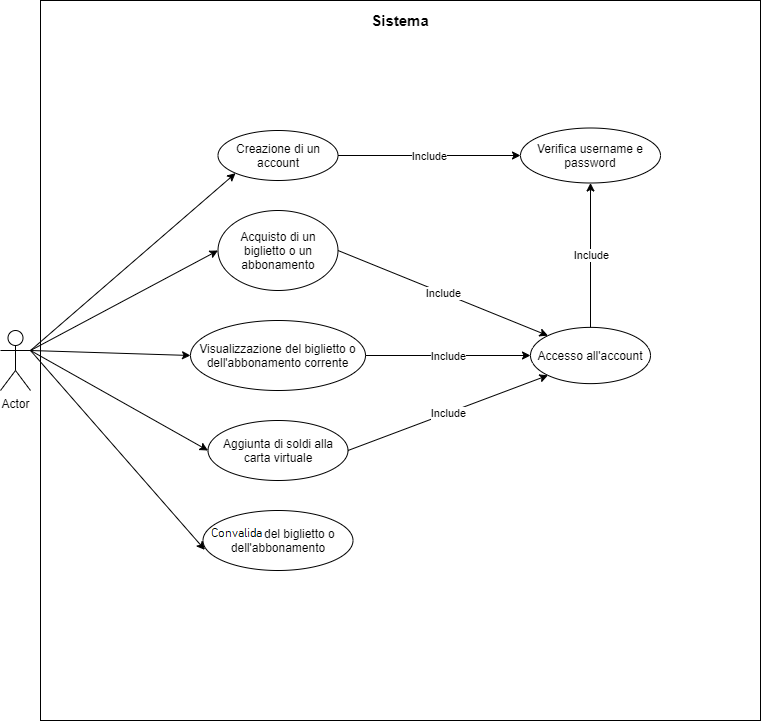 Sistema
Creazione di un
account
Include
Verifica username e
password
Acquisto di un
biglietto o un
abbonamento
Include
Include
Visualizzazione del biglietto o
dell'abbonamento corrente
Include
Accesso all'account
Actor
Include
Aggiunta di soldi alla
carta virtuale
Convalida del biglietto o
dell'abbonamento